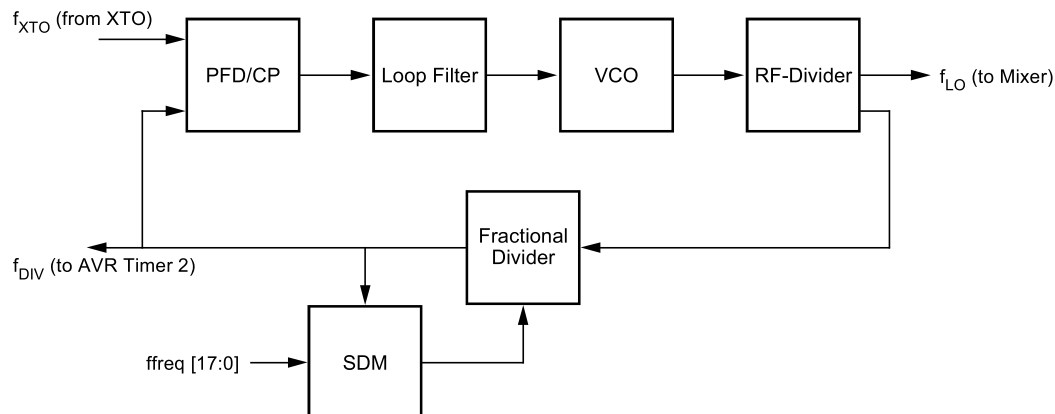 f_XTO (from XTO)
PFD/CP
Loop Filter
VCO
RF-Divider
f_LO (to Mixer)
Fractional
Divider
f_DIV (to AVR Timer 2)
ffreq [17:0]
SDM